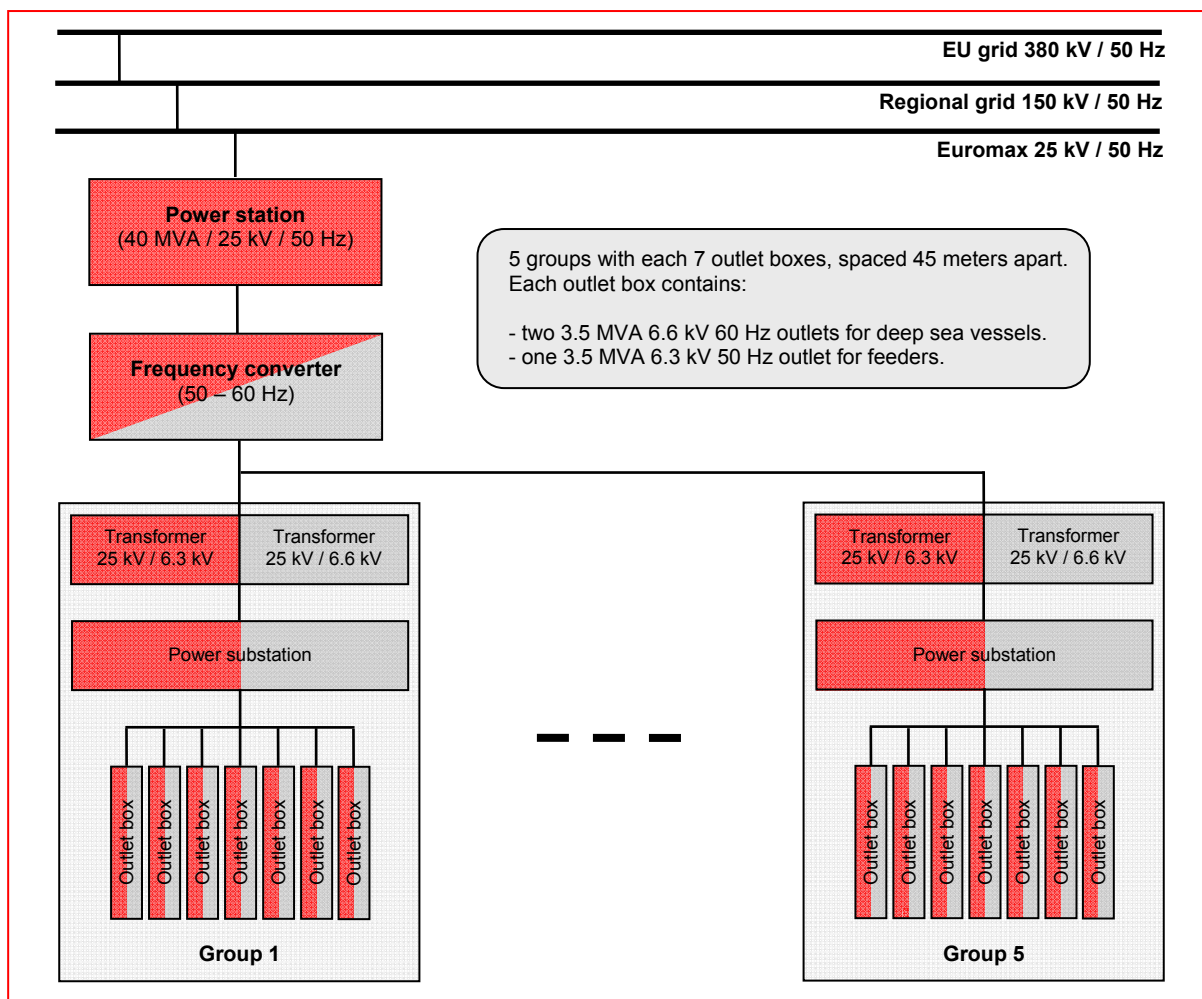 EU grid 380 kV / 50 Hz
Regional grid 150 kV / 50 Hz
Euromax 25 kV / 50 Hz
Power station
(40 MVA / 25 kV / 50 Hz)
5 groups with each 7 outlet boxes, spaced 45 meters apart.
Each outlet box contains:
- two 3.5 MVA 6.6 kV 60 Hz outlets for deep sea vessels.
- one 3.5 MVA 6.3 kV 50 Hz outlet for feeders.
Frequency converter
(50 – 60 Hz)
Transformer
25 kV / 6.3 kV
Transformer
25 kV / 6.6 kV
Power substation
Outlet box
Outlet box
Outlet box
Outlet box
Outlet box
Outlet box
Outlet box
Group 1
Transformer
25 kV / 6.3 kV
Transformer
25 kV / 6.6 kV
Power substation
Outlet box
Outlet box
Outlet box
Outlet box
Outlet box
Outlet box
Outlet box
Group 5